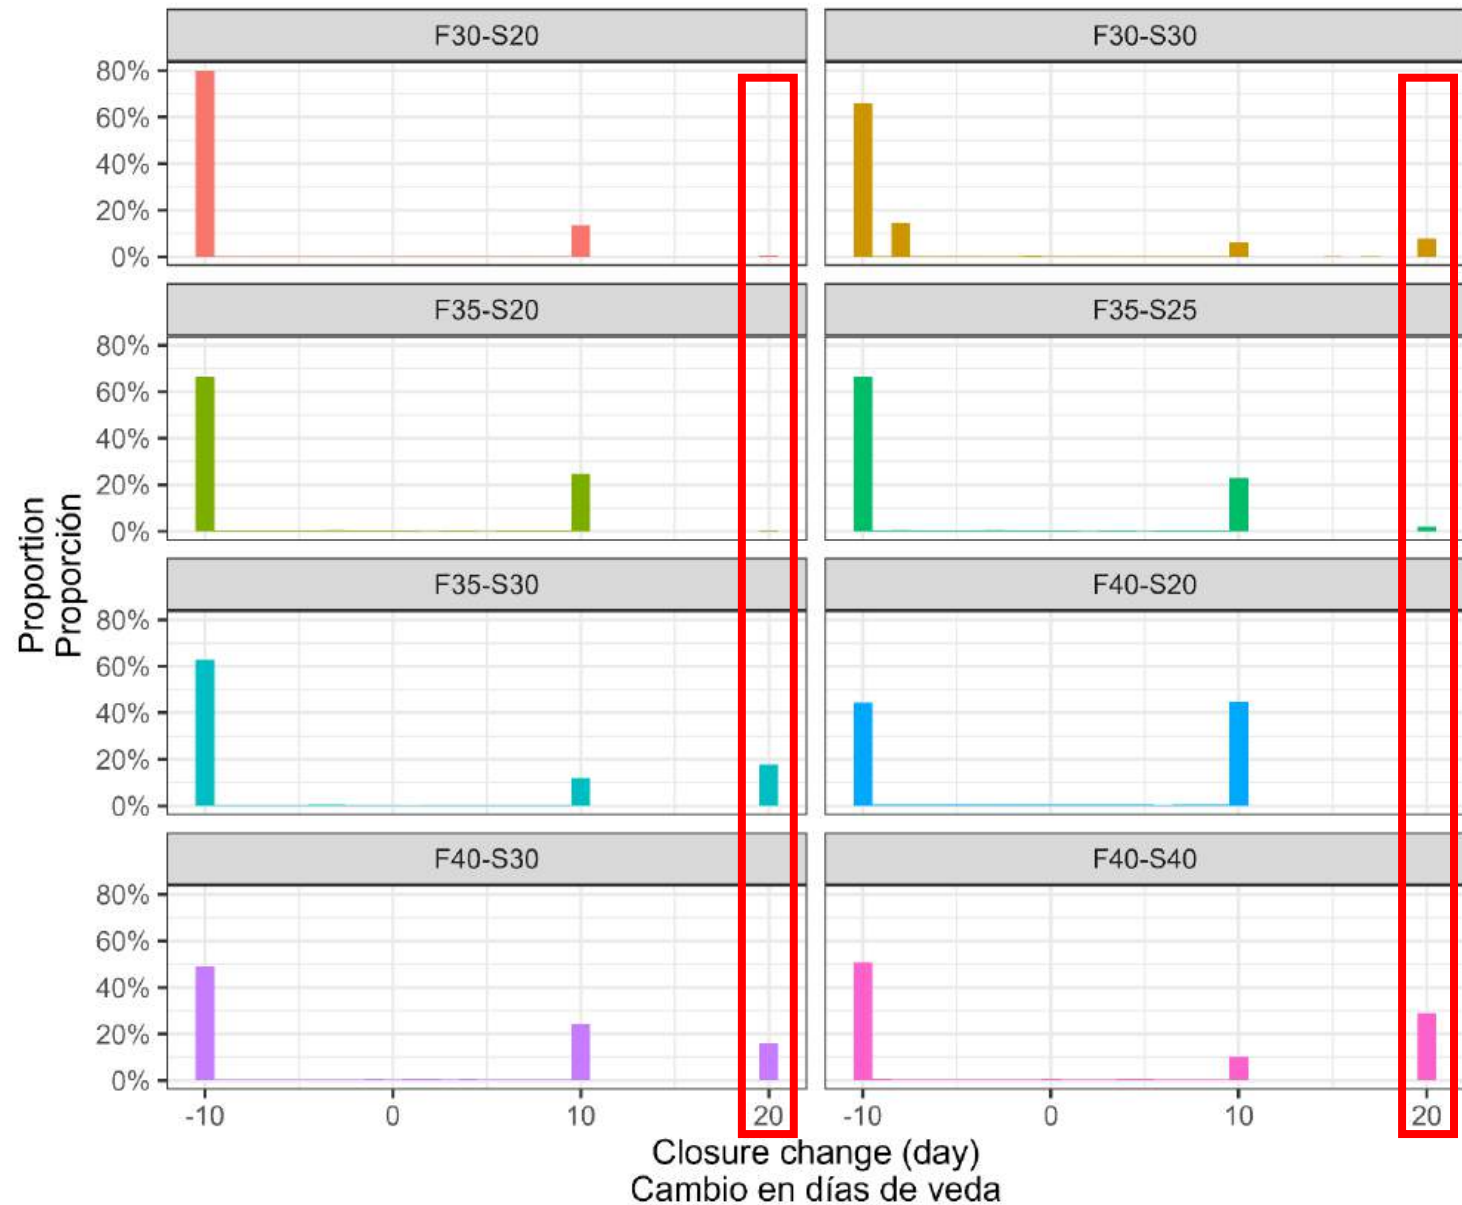 F30-S20
F30-S30
80%
60%
40%
20%
0%
F35-S20
F35-S25
80%
60%
40%
20%
0%
F35-S30
F40-S20
80%
60%
40%
20%
0%
F40-S30
F40-S40
80%
60%
40%
20%
0%
-10 0 10 20
-10 0 10 20
Proportion
Proporción
Closure change (day)
Cambio en días de veda